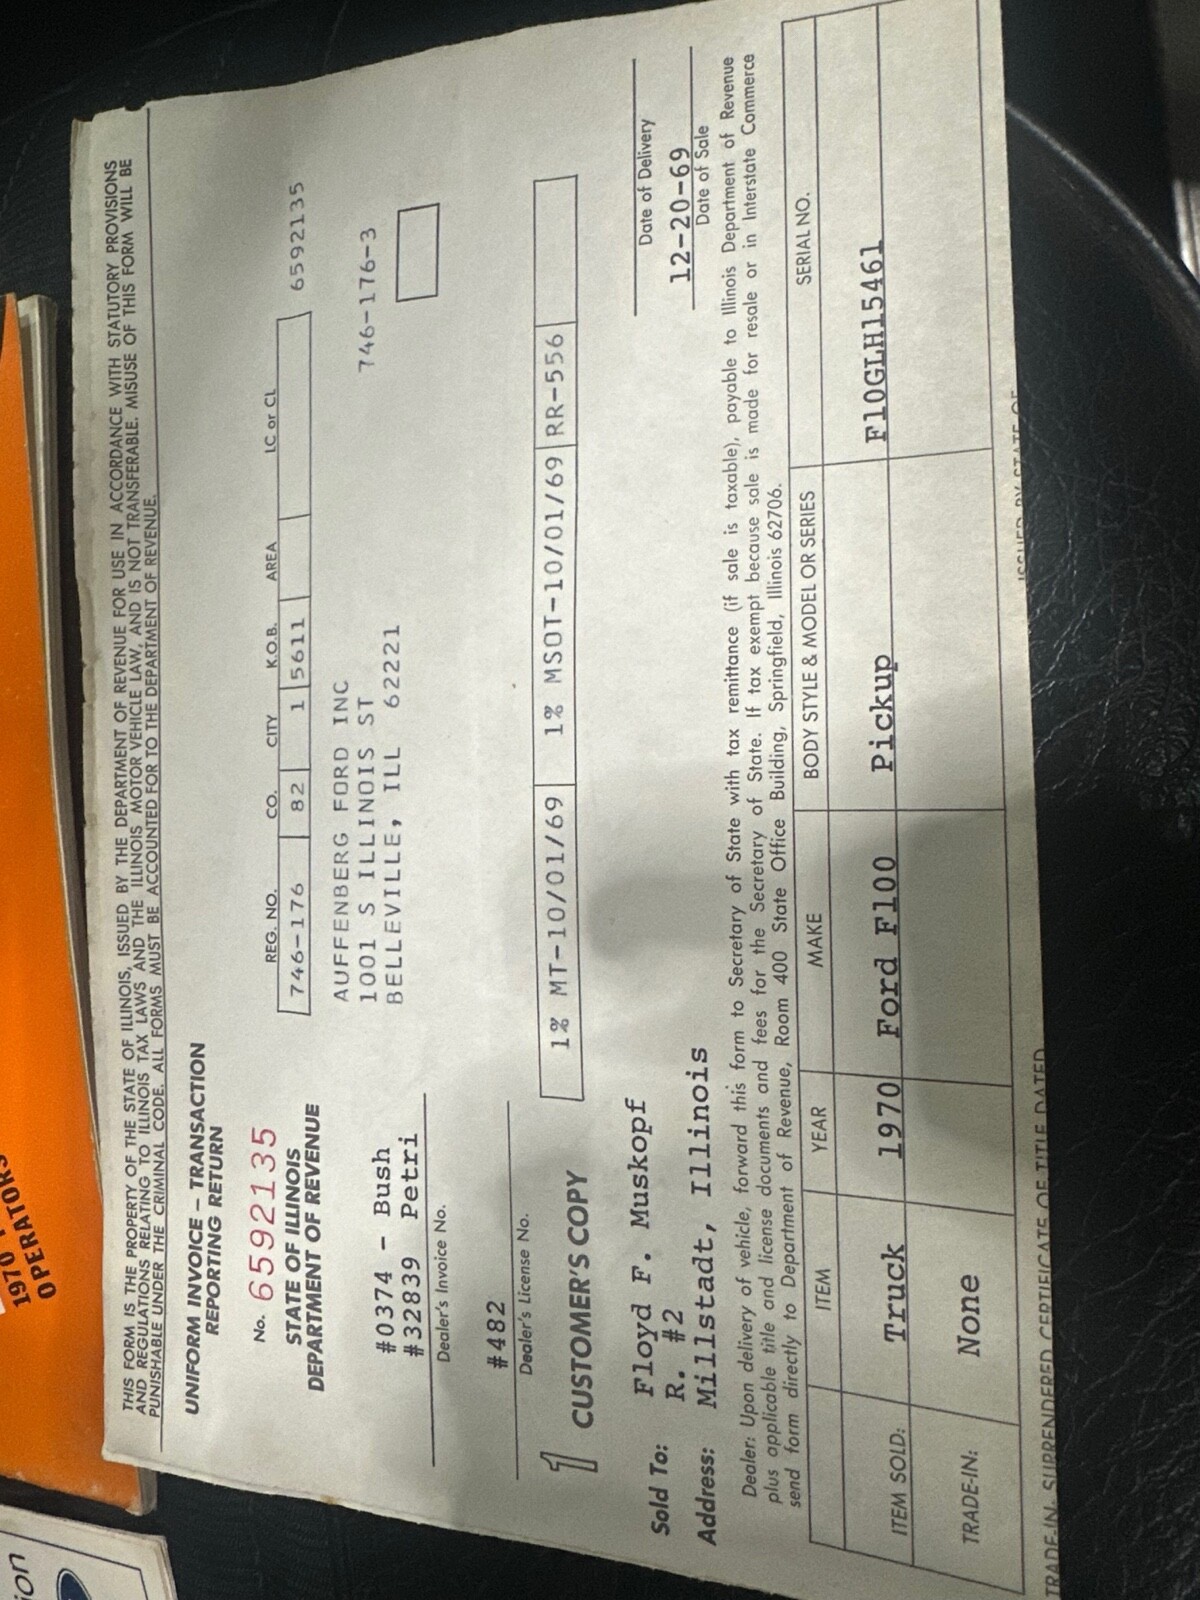 THIS FORM IS THE PROPERTY OF THE STATE OF ILLINOIS, ISSUED BY THE DEPARTMENT OF REVENUE FOR USE IN ACCORDANCE WITH STATUTORY PROVISIONS
AND REGULATIONS RELATING TO ILLINOIS TAX LAWS AND THE ILLINOIS MOTOR VEHICLE LAW, AND IS NOT TRANSFERABLE. MISUSE OF THIS FORM WILL BE
PUNISHABLE UNDER THE CRIMINAL CODE. ALL FORMS MUST BE ACCOUNTED FOR TO THE DEPARTMENT OF REVENUE.
UNIFORM INVOICE – TRANSACTION
REPORTING RETURN
No. 6592135
STATE OF ILLINOIS
DEPARTMENT OF REVENUE
REG. NO. CO. CITY K.O.B. AREA LC or CL
746-176 82 1 5611 6592135
AUFFENBERG FORD INC 746-176-3
1001 S ILLINOIS ST
BELLEVILLE, ILL 62221
#0374 - Bush
#32839 Petri
Dealer's Invoice No.
#482
Dealer's License No.
1% MT-10/01/69 1% MSOT-10/01/69 RR-556
1 CUSTOMER'S COPY
Date of Delivery
Sold To: Floyd F. Muskopf
R. #2 12-20-69
Address: Millstadt, Illinois Date of Sale
Dealer: Upon delivery of vehicle, forward this form to Secretary of State with tax remittance (if sale is taxable), payable to Illinois Department of Revenue
plus applicable title and license documents and fees for the Secretary of State. If tax exempt because sale is made for resale or in Interstate Commerce
send form directly to Department of Revenue, Room 400 State Office Building, Springfield, Illinois 62706.
ITEM YEAR MAKE BODY STYLE & MODEL OR SERIES SERIAL NO.
ITEM SOLD: Truck 1970 Ford F100 Pickup F10GLH15461
TRADE-IN: None
TRADE-IN, SURRENDERED CERTIFICATE OF TITLE DATED ISSUED BY STATE OF
1970
OPERATORS
ion